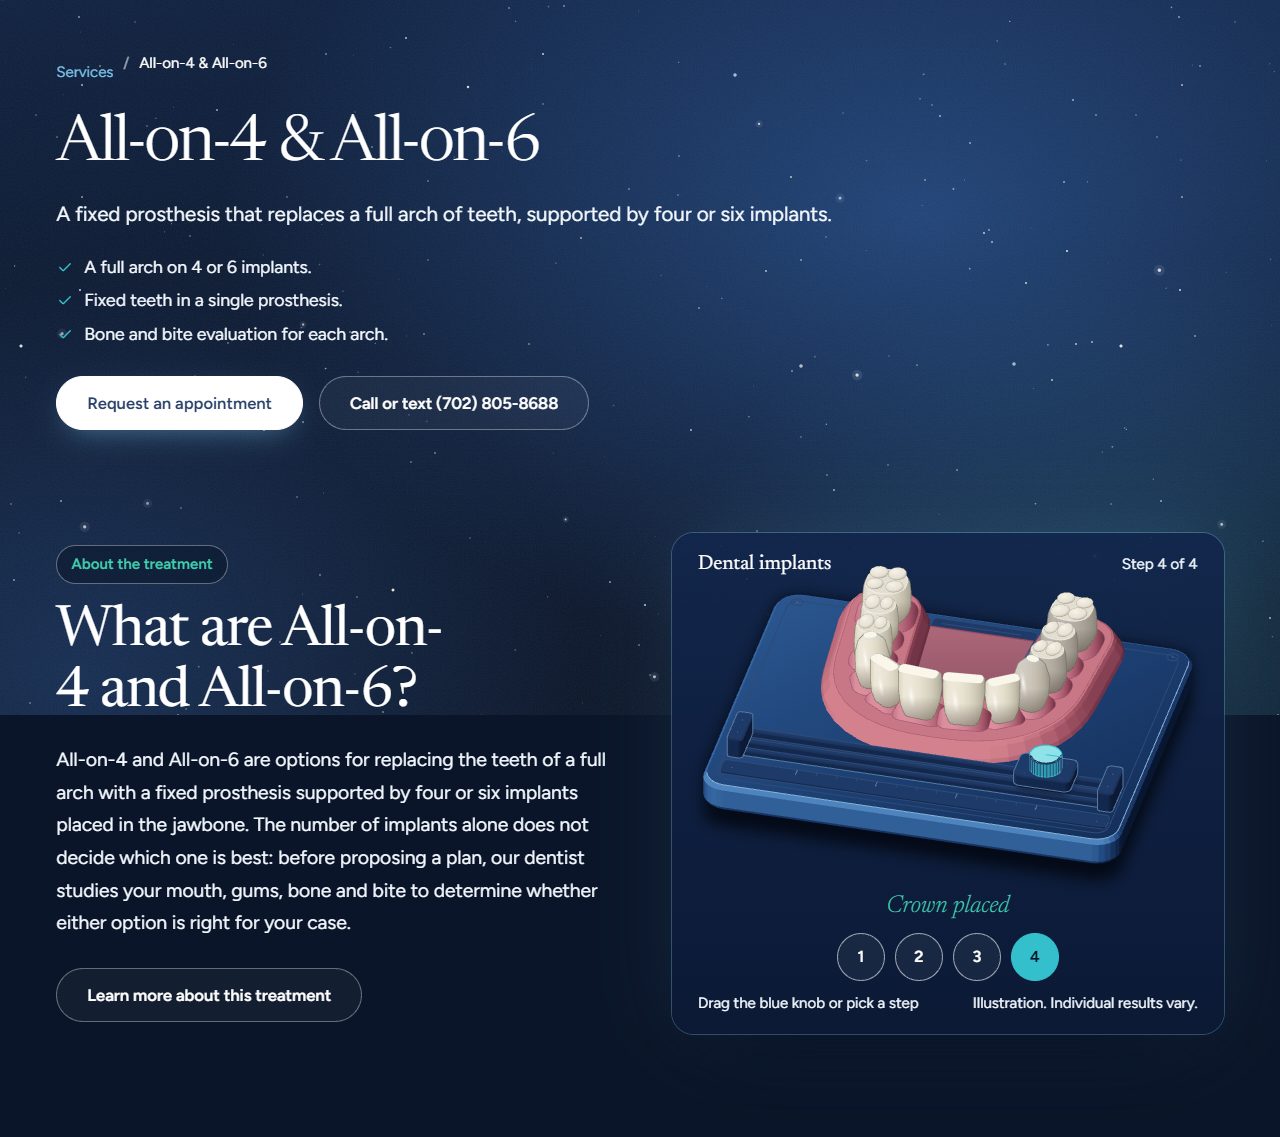 Services / All-on-4 & All-on-6
All-on-4 & All-on-6
A fixed prosthesis that replaces a full arch of teeth, supported by four or six implants.
A full arch on 4 or 6 implants.
Fixed teeth in a single prosthesis.
Bone and bite evaluation for each arch.
Request an appointment
Call or text (702) 805-8688
About the treatment
What are All-on-
4 and All-on-6?
All-on-4 and All-on-6 are options for replacing the teeth of a full
arch with a fixed prosthesis supported by four or six implants
placed in the jawbone. The number of implants alone does not
decide which one is best: before proposing a plan, our dentist
studies your mouth, gums, bone and bite to determine whether
either option is right for your case.
Learn more about this treatment
Dental implants
Step 4 of 4
Crown placed
1 2 3 4
Drag the blue knob or pick a step
Illustration. Individual results vary.